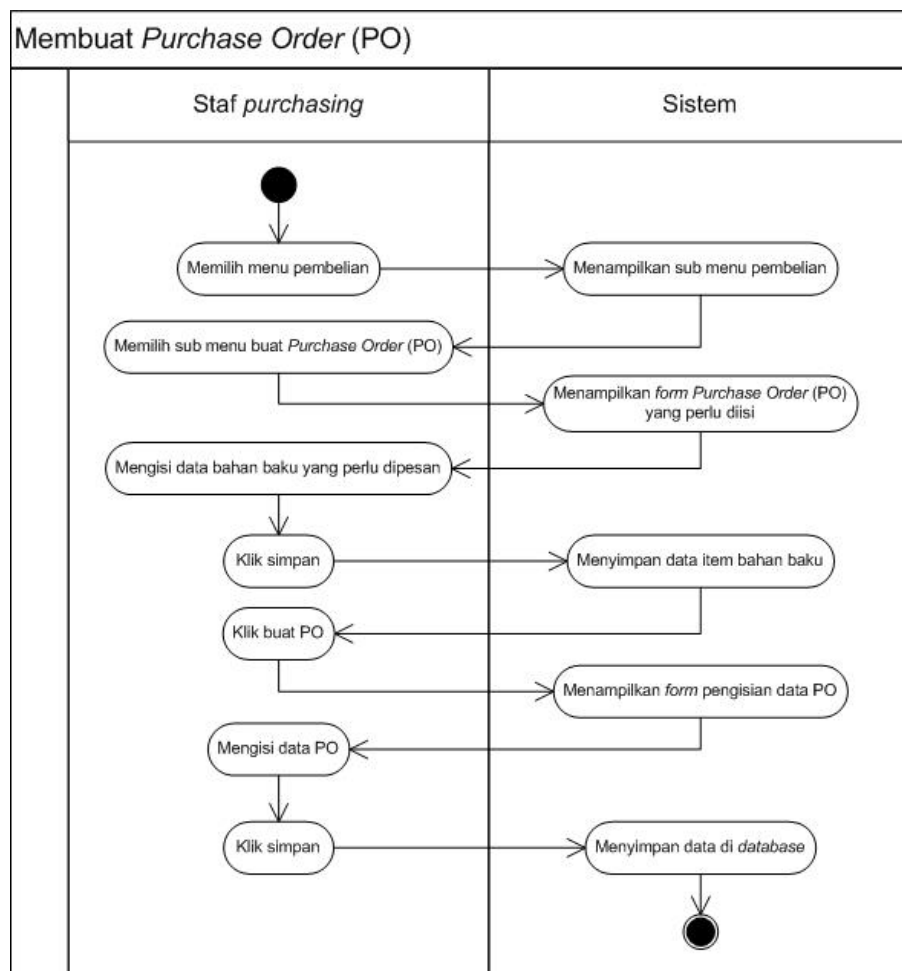 Membuat Purchase Order (PO)
Staf purchasing
Sistem
Memilih menu pembelian
Menampilkan sub menu pembelian
Memilih sub menu buat Purchase Order (PO)
Menampilkan form Purchase Order (PO)
yang perlu diisi
Mengisi data bahan baku yang perlu dipesan
Klik simpan
Menyimpan data item bahan baku
Klik buat PO
Menampilkan form pengisian data PO
Mengisi data PO
Klik simpan
Menyimpan data di database